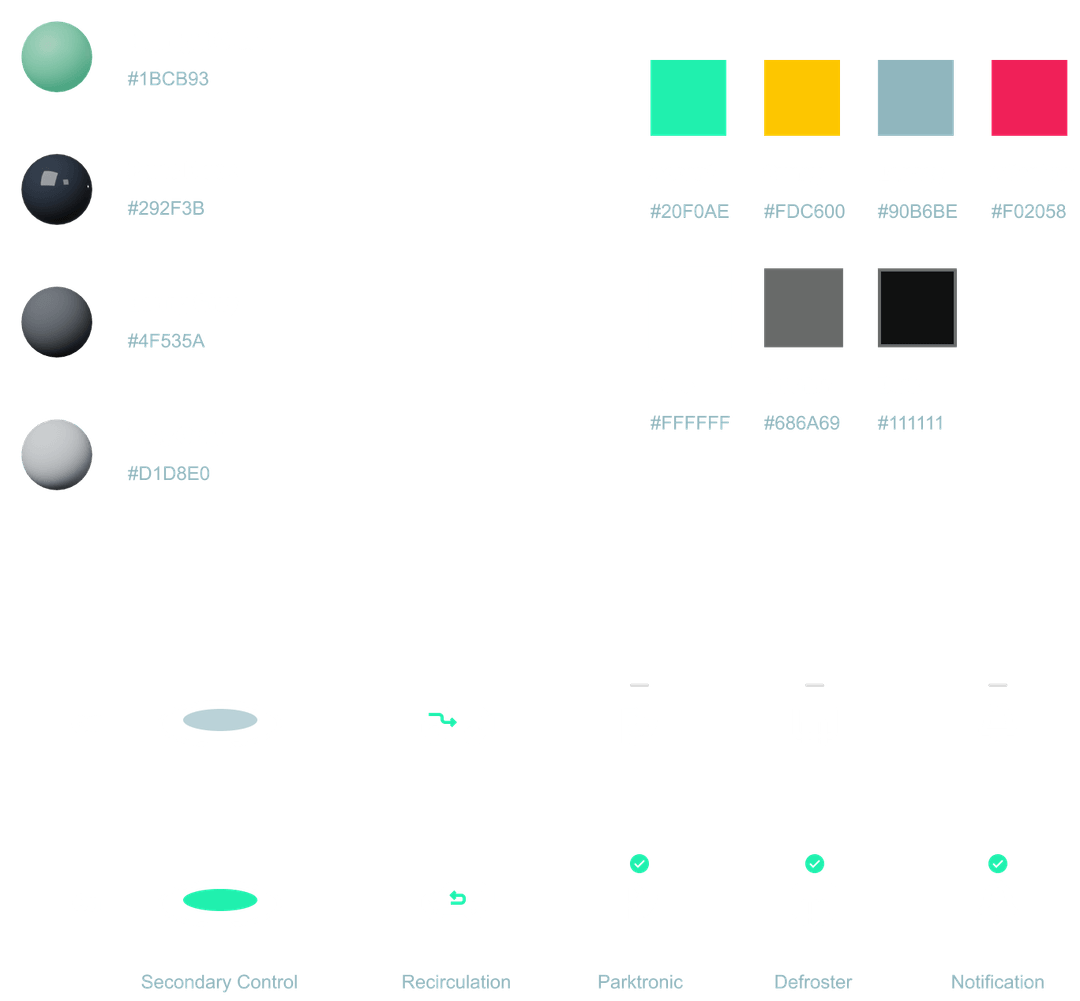 #1BCB93
#292F3B
#4F535A
#D1D8E0
#20F0AE #FDC600 #90B6BE #F02058
#FFFFFF #686A69 #111111
Secondary Control Recirculation Parktronic Defroster Notification